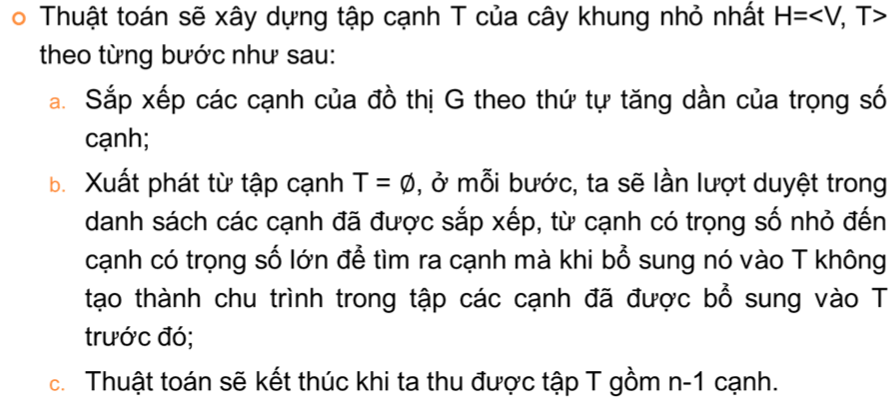 o Thuật toán sẽ xây dựng tập cạnh T của cây khung nhỏ nhất H=<V, T>
theo từng bước như sau:
a. Sắp xếp các cạnh của đồ thị G theo thứ tự tăng dần của trọng số
cạnh;
b. Xuất phát từ tập cạnh T = ∅, ở mỗi bước, ta sẽ lần lượt duyệt trong
danh sách các cạnh đã được sắp xếp, từ cạnh có trọng số nhỏ đến
cạnh có trọng số lớn để tìm ra cạnh mà khi bổ sung nó vào T không
tạo thành chu trình trong tập các cạnh đã được bổ sung vào T
trước đó;
c. Thuật toán sẽ kết thúc khi ta thu được tập T gồm n-1 cạnh.